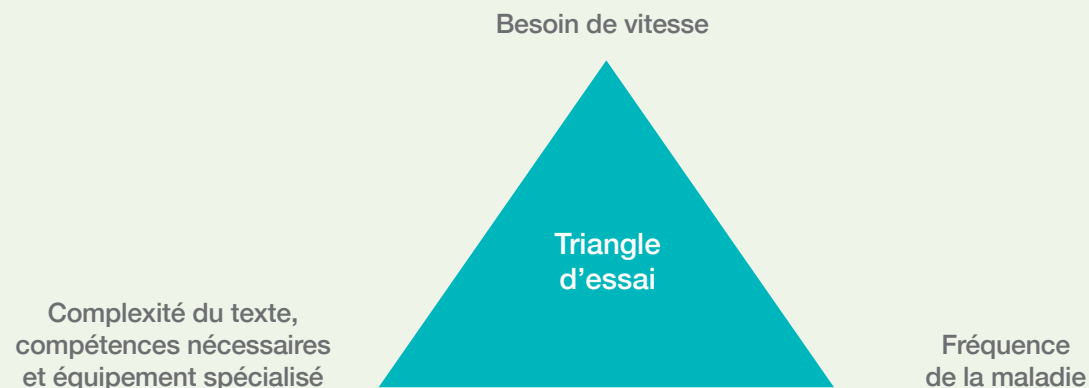 Besoin de vitesse
Triangle
d’essai
Complexité du texte,
compétences nécessaires
et équipement spécialisé
Fréquence
de la maladie